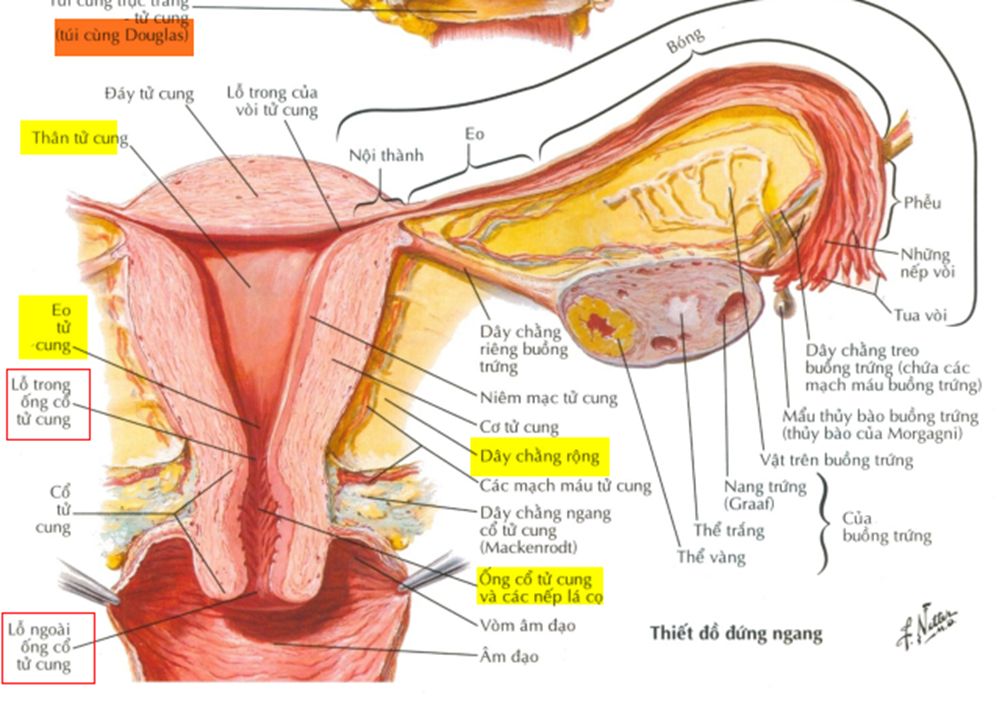 Túi cùng trực tràng
- tử cung
(túi cùng Douglas)
Đáy tử cung
Lỗ trong của
vòi tử cung
Bóng
Thân tử cung
Eo
Nội thành
Phễu
Những
nếp vòi
Tua vòi
Eo
tử
cung
Dây chằng
riêng buồng
trứng
Dây chằng treo
buồng trứng (chứa các
mạch máu buồng trứng)
Lỗ trong
ống cổ
tử cung
Niêm mạc tử cung
Cơ tử cung
Mẩu thủy bào buồng trứng
(thủy bào của Morgagni)
Dây chằng rộng
Vật trên buồng trứng
Các mạch máu tử cung
Cổ
tử
cung
Nang trứng
(Graaf)
Dây chằng ngang
cổ tử cung
(Mackenrodt)
Của
buồng trứng
Thể trắng
Thể vàng
Ống cổ tử cung
và các nếp lá cọ
Lỗ ngoài
ống cổ
tử cung
Vòm âm đạo
Thiết đồ đứng ngang
Âm đạo